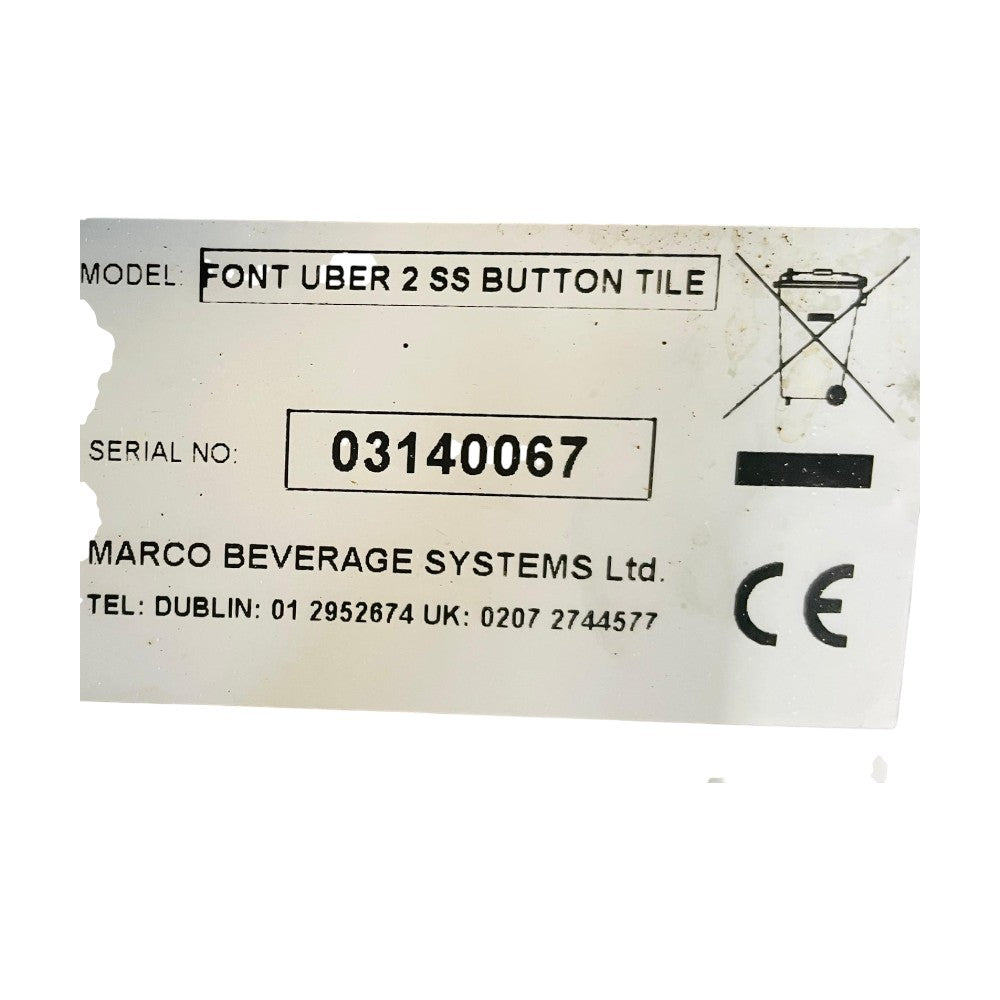 MODEL: FONT UBER 2 SS BUTTON TILE
SERIAL NO: 03140067
MARCO BEVERAGE SYSTEMS Ltd.
TEL: DUBLIN: 01 2952674 UK: 0207 2744577
CE